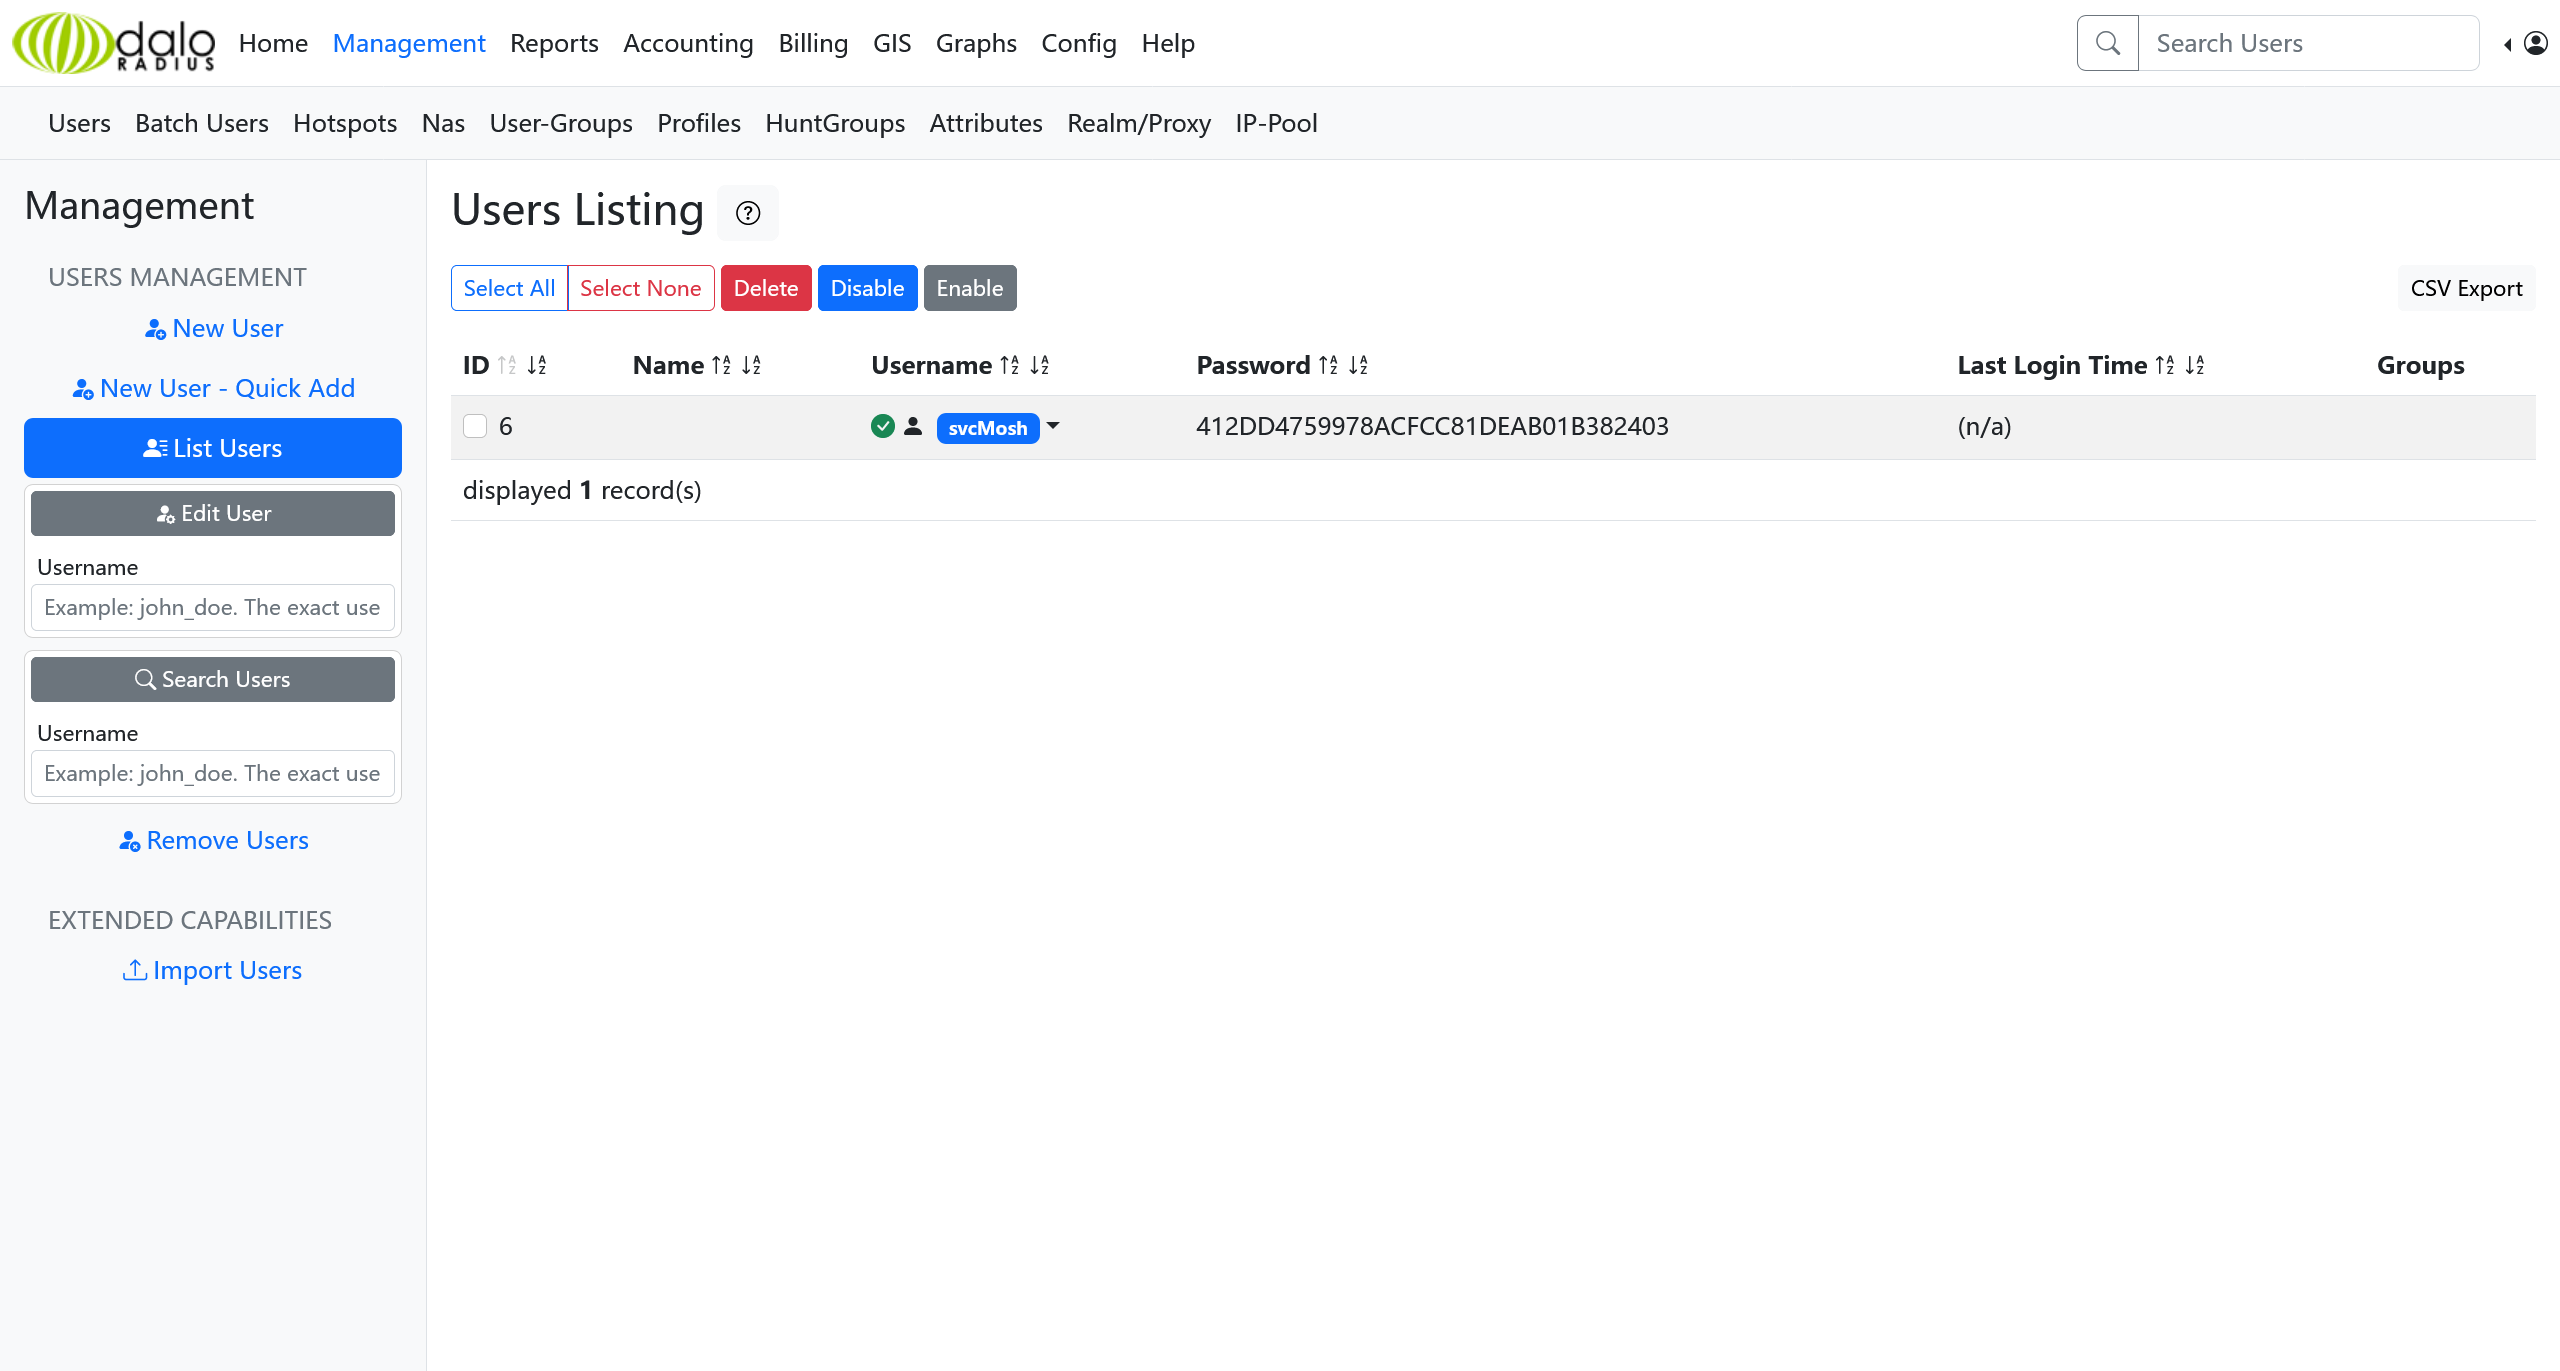 dalo RADIUS Home Management Reports Accounting Billing GIS Graphs Config Help Search Users
Users Batch Users Hotspots Nas User-Groups Profiles HuntGroups Attributes Realm/Proxy IP-Pool
Management
USERS MANAGEMENT
New User
New User - Quick Add
List Users
Edit User
Username
Example: john_doe. The exact use
Search Users
Username
Example: john_doe. The exact use
Remove Users
EXTENDED CAPABILITIES
Import Users
Users Listing
Select All Select None Delete Disable Enable CSV Export
ID Name Username Password Last Login Time Groups
6 svcMosh 412DD4759978ACFCC81DEAB01B382403 (n/a)
displayed 1 record(s)